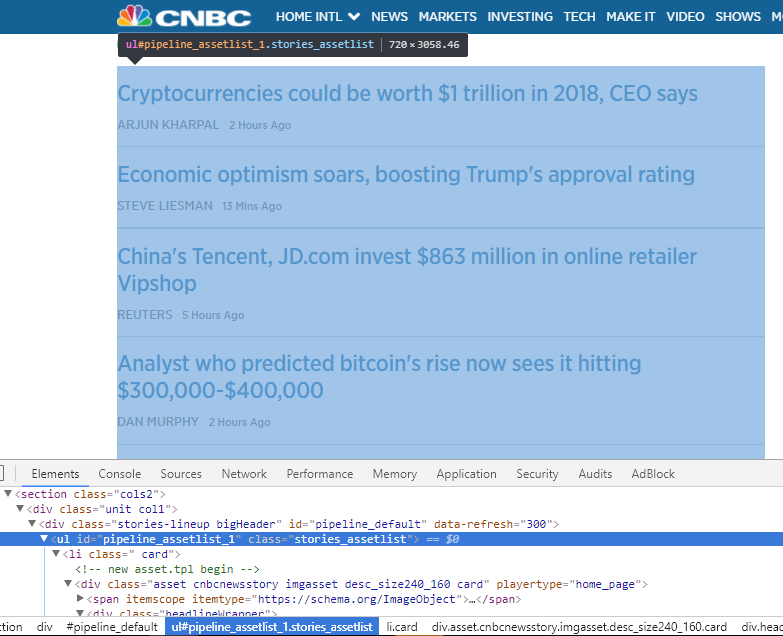 CNBC HOME INTL NEWS MARKETS INVESTING TECH MAKE IT VIDEO SHOWS M
ul#pipeline_assetlist_1.stories_assetlist | 720 × 3058.46
Cryptocurrencies could be worth $1 trillion in 2018, CEO says
ARJUN KHARPAL 2 Hours Ago
Economic optimism soars, boosting Trump's approval rating
STEVE LIESMAN 13 Mins Ago
China's Tencent, JD.com invest $863 million in online retailer
Vipshop
REUTERS 5 Hours Ago
Analyst who predicted bitcoin's rise now sees it hitting
$300,000-$400,000
DAN MURPHY 2 Hours Ago
Elements Console Sources Network Performance Memory Application Security Audits AdBlock
<section class="cols2">
<div class="unit col1">
<div class="stories-lineup bigHeader" id="pipeline_default" data-refresh="300">
<ul id="pipeline_assetlist_1" class="stories_assetlist"> == $0
<li class=" card">
<!-- new asset.tpl begin -->
<div class="asset cnbcnewsstory imgasset desc_size240_160 card" playertype="home_page">
<span itemscope itemtype="https://schema.org/ImageObject">…</span>
<div class="headlineWrapper">
ction div #pipeline_default ul#pipeline_assetlist_1.stories_assetlist li.card div.asset.cnbcnewsstory.imgasset.desc_size240_160.card div.head